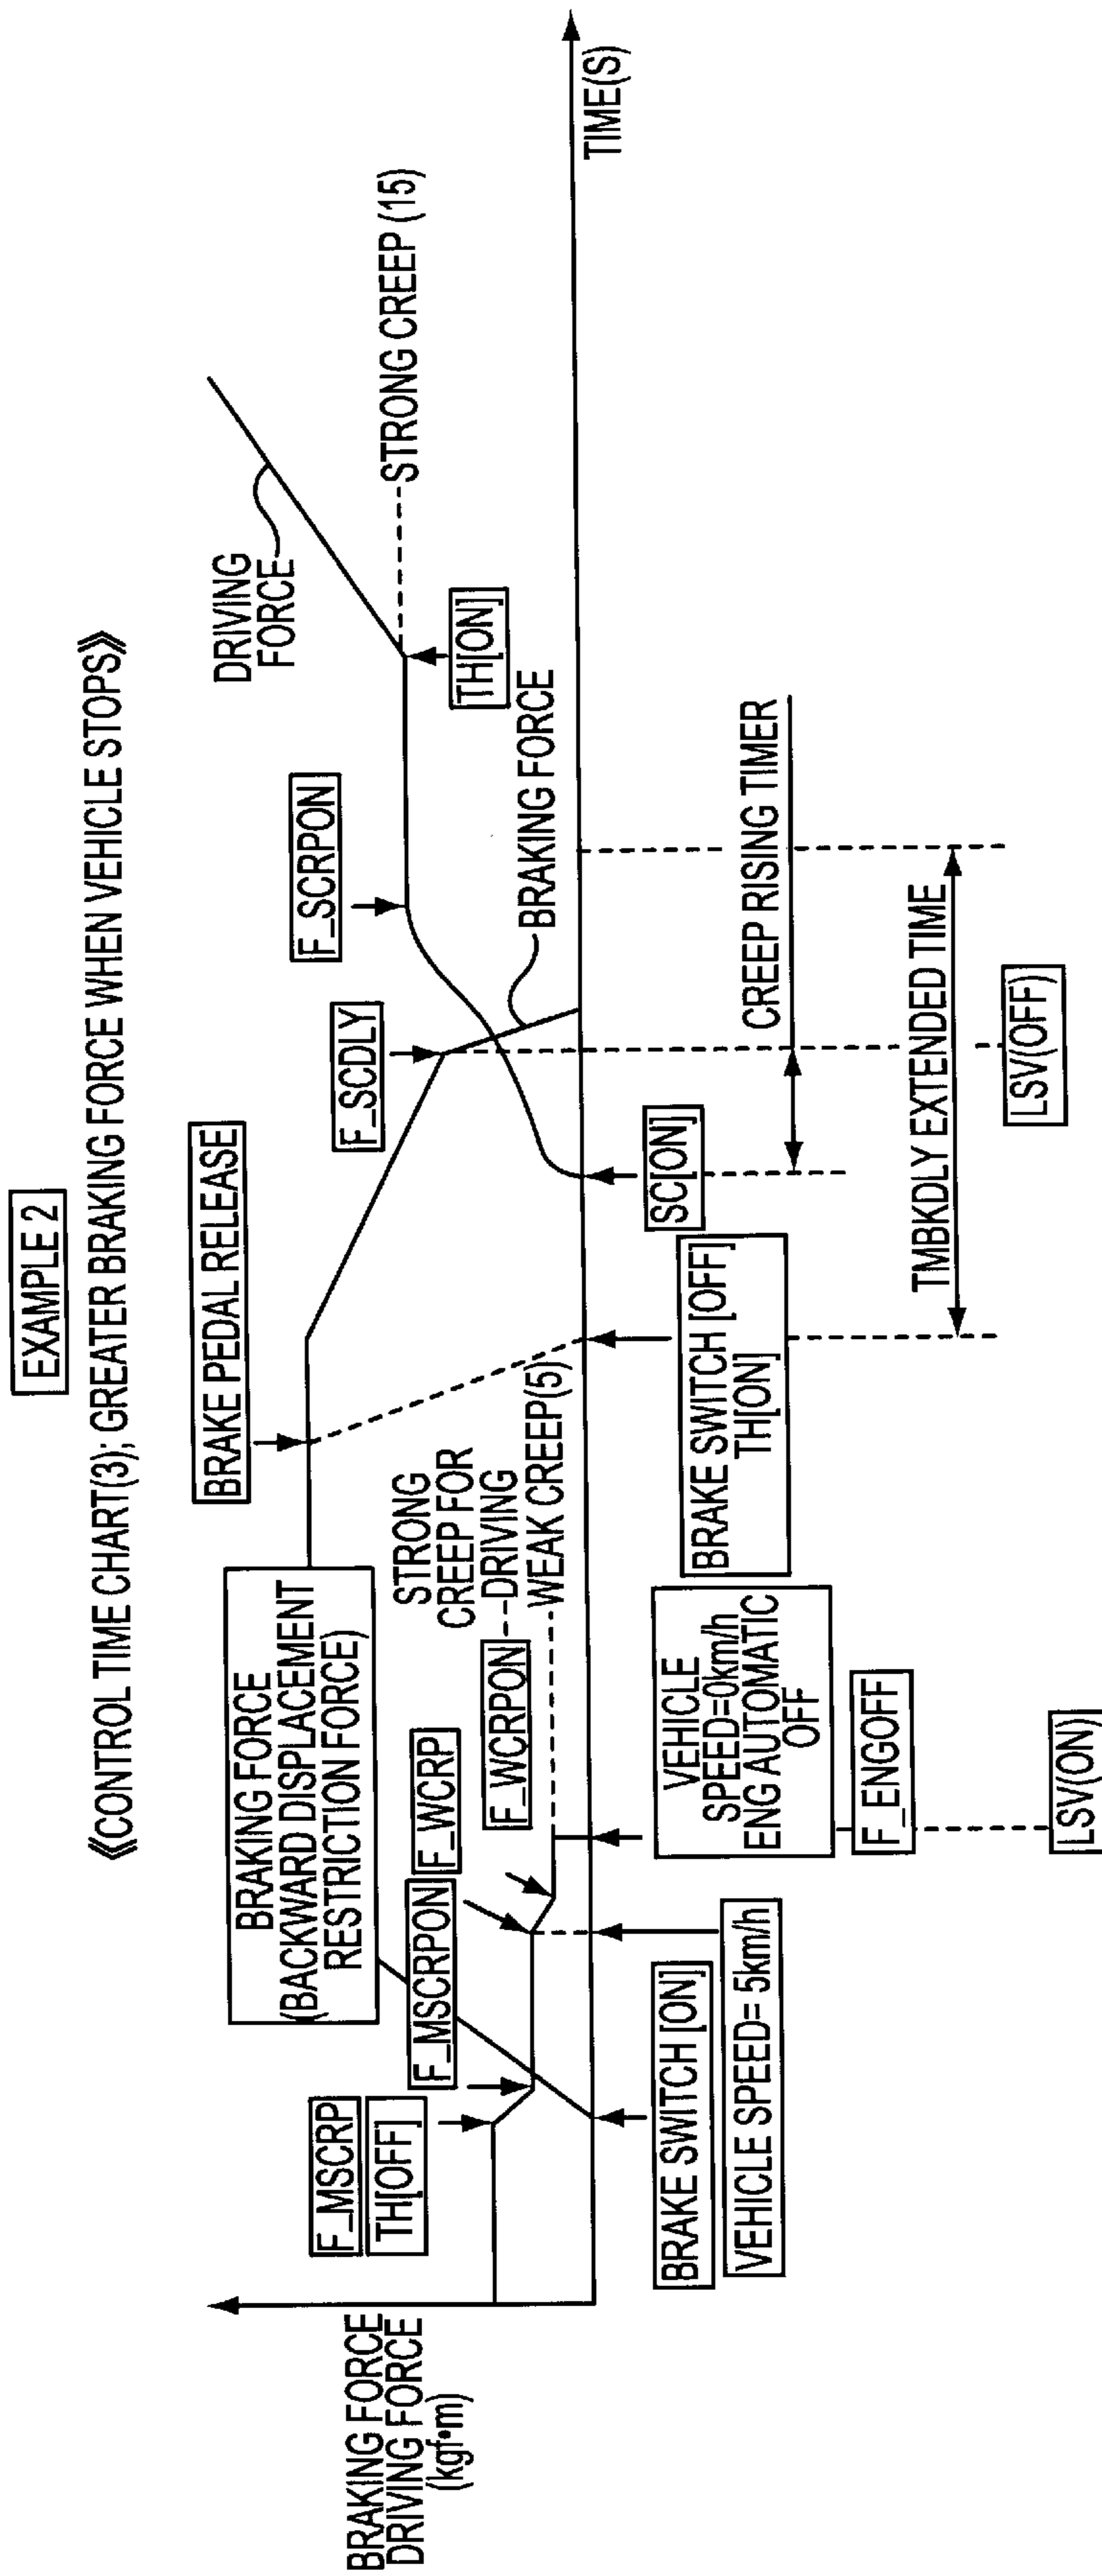 EXAMPLE 2
《CONTROL TIME CHART(3); GREATER BRAKING FORCE WHEN VEHICLE STOPS》
BRAKING FORCE
DRIVING FORCE
(kgf•m)
F_MSCRP
TH[OFF]
F_MSCRPON
F_WCRP
BRAKING FORCE
(BACKWARD DISPLACEMENT
RESTRICTION FORCE)
F_WCRPON
STRONG
CREEP FOR
DRIVING
WEAK CREEP(5)
BRAKE PEDAL RELEASE
F_SCDLY
F_SCRPON
BRAKING FORCE
DRIVING
FORCE
TH[ON]
STRONG CREEP (15)
TIME(S)
BRAKE SWITCH [ON]
VEHICLE SPEED= 5km/h
VEHICLE
SPEED=0km/h
ENG AUTOMATIC
OFF
F_ENGOFF
LSV(ON)
BRAKE SWITCH [OFF]
TH[ON]
SC[ON]
CREEP RISING TIMER
TMBKDLY EXTENDED TIME
LSV(OFF)